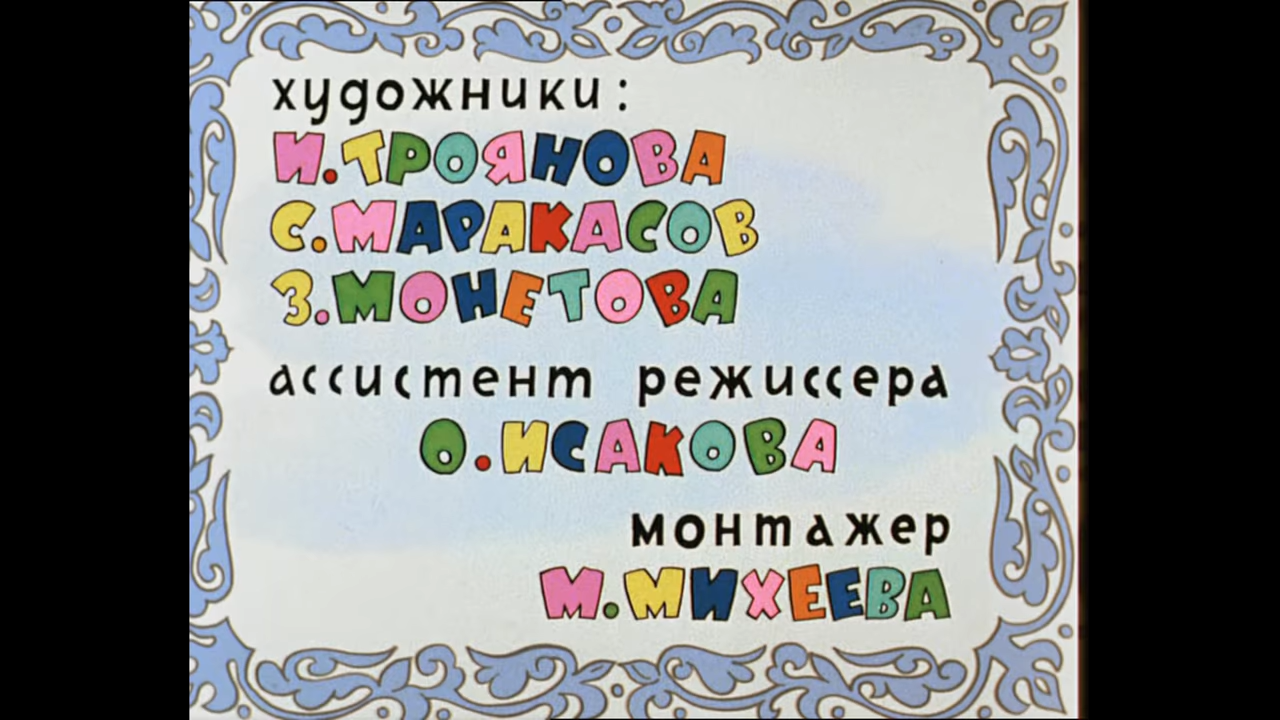 художники:
И.ТРОЯНОВА
С.МАРАКАСОВ
З.МОНЕТОВА
ассистент режиссера
О.ИСАКОВА
монтажер
М.МИХЕЕВА